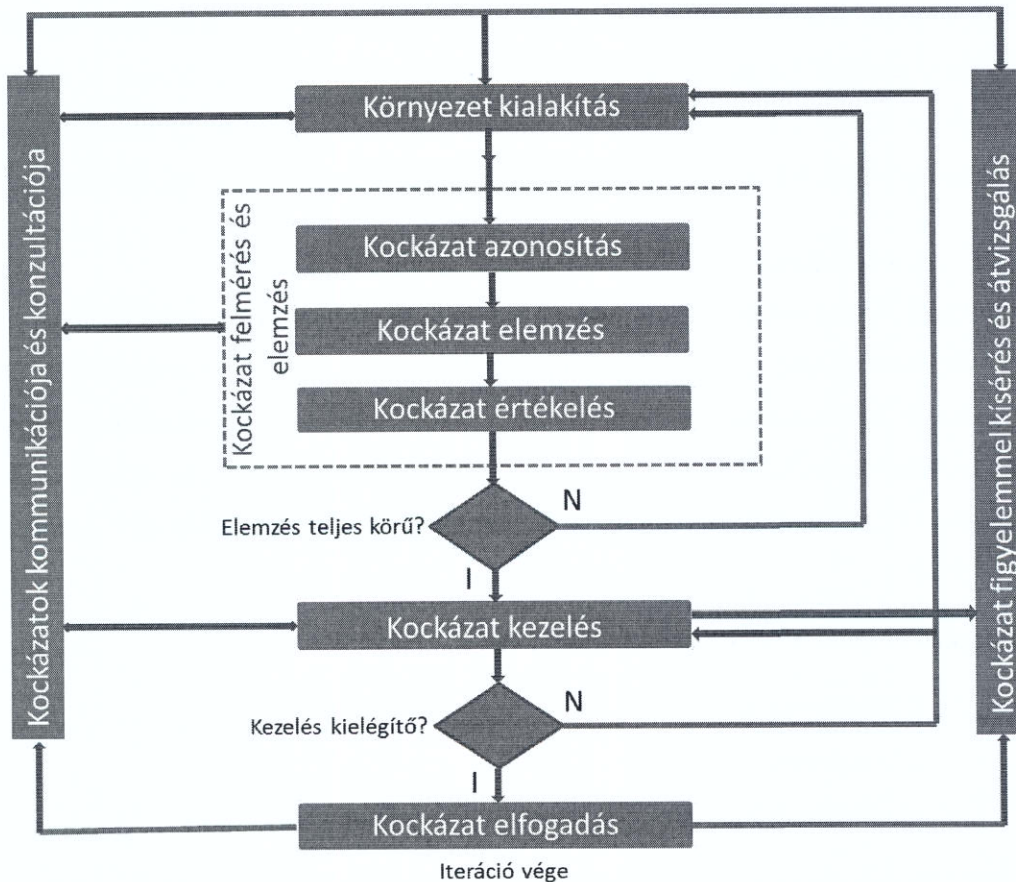 Környezet kialakítás
Kockázatok kommunikációja és konzultációja
Kockázat felmérés és
elemzés
Kockázat azonosítás
Kockázat elemzés
Kockázat értékelés
Kockázat figyelemmel kísérés és átvizsgálás
N
Elemzés teljes körű?
I
Kockázat kezelés
N
Kezelés kielégítő?
I
Kockázat elfogadás
Iteráció vége